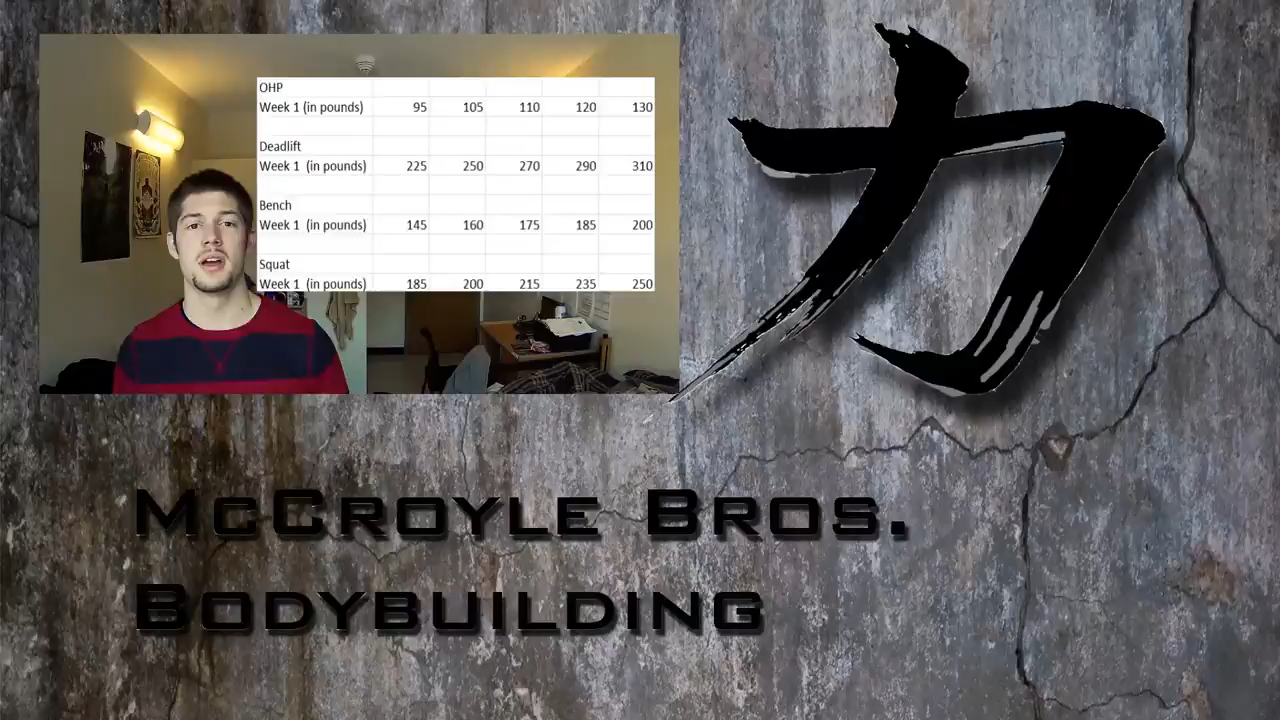 OHP
Week 1 (in pounds) 95 105 110 120 130
Deadlift
Week 1 (in pounds) 225 250 270 290 310
Bench
Week 1 (in pounds) 145 160 175 185 200
Squat
Week 1 (in pounds) 185 200 215 235 250
力
McCroyle Bros.
Bodybuilding